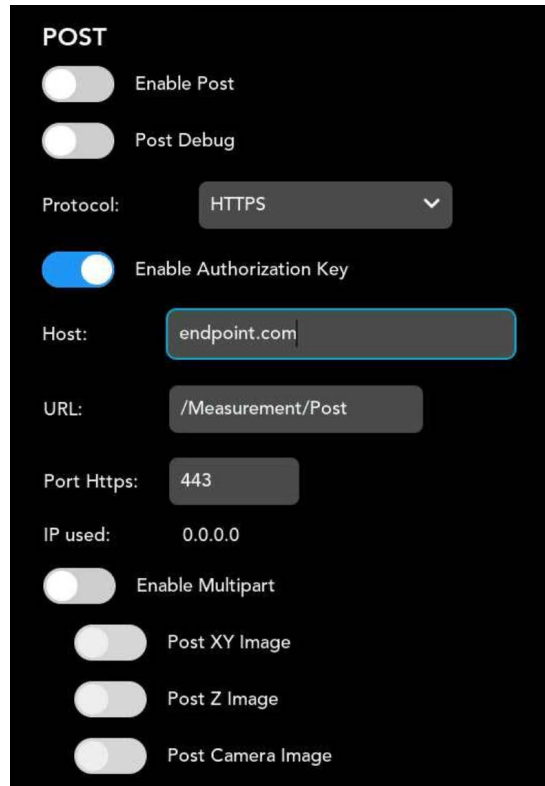 POST
Enable Post
Post Debug
Protocol: HTTPS
Enable Authorization Key
Host: endpoint.com
URL: /Measurement/Post
Port Https: 443
IP used: 0.0.0.0
Enable Multipart
Post XY Image
Post Z Image
Post Camera Image